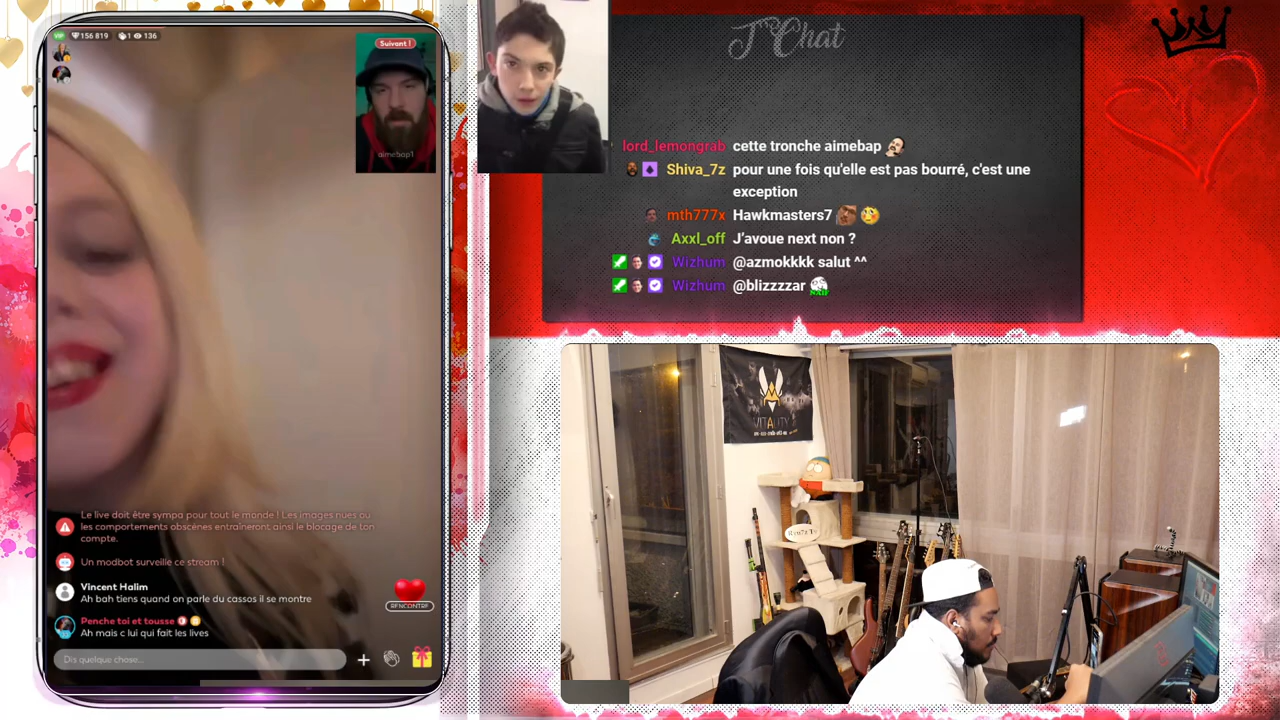 VIP 156 819 1 136
Suivant !
aimebap1
Le live doit être sympa pour tout le monde ! Les images nues ou
les comportements obscènes entraîneront ainsi le blocage de ton
compte.
Un modbot surveille ce stream !
Vincent Halim
Ah bah tiens quand on parle du cassos il se montre
Penche toi et tousse
Ah mais c lui qui fait les lives
RENCONTRE
Dis quelque chose...
T'Chat
lord_lemongrab cette tronche aimebap
Shiva_7z pour une fois qu'elle est pas bourré, c'est une
exception
mth777x Hawkmasters7
Axxl_off J'avoue next non ?
Wizhum @azmokkkk salut ^^
Wizhum @blizzzzar
VITALITY